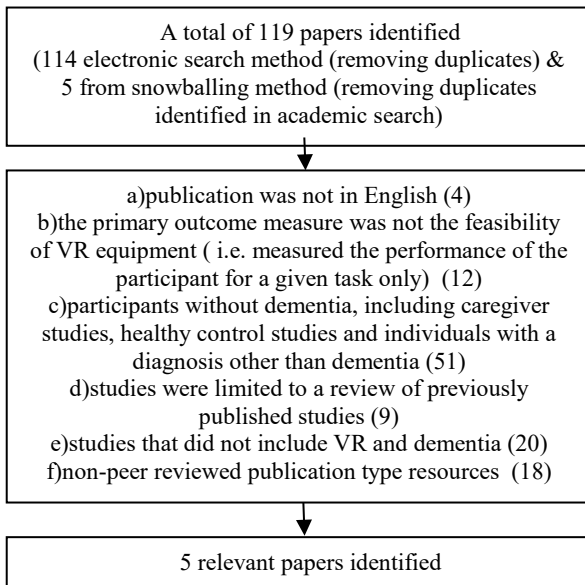 A total of 119 papers identified
(114 electronic search method (removing duplicates) &
5 from snowballing method (removing duplicates
identified in academic search)
a)publication was not in English (4)
b)the primary outcome measure was not the feasibility
of VR equipment ( i.e. measured the performance of the
participant for a given task only)  (12)
c)participants without dementia, including caregiver
studies, healthy control studies and individuals with a
diagnosis other than dementia (51)
d)studies were limited to a review of previously
published studies (9)
e)studies that did not include VR and dementia (20)
f)non-peer reviewed publication type resources  (18)
5 relevant papers identified